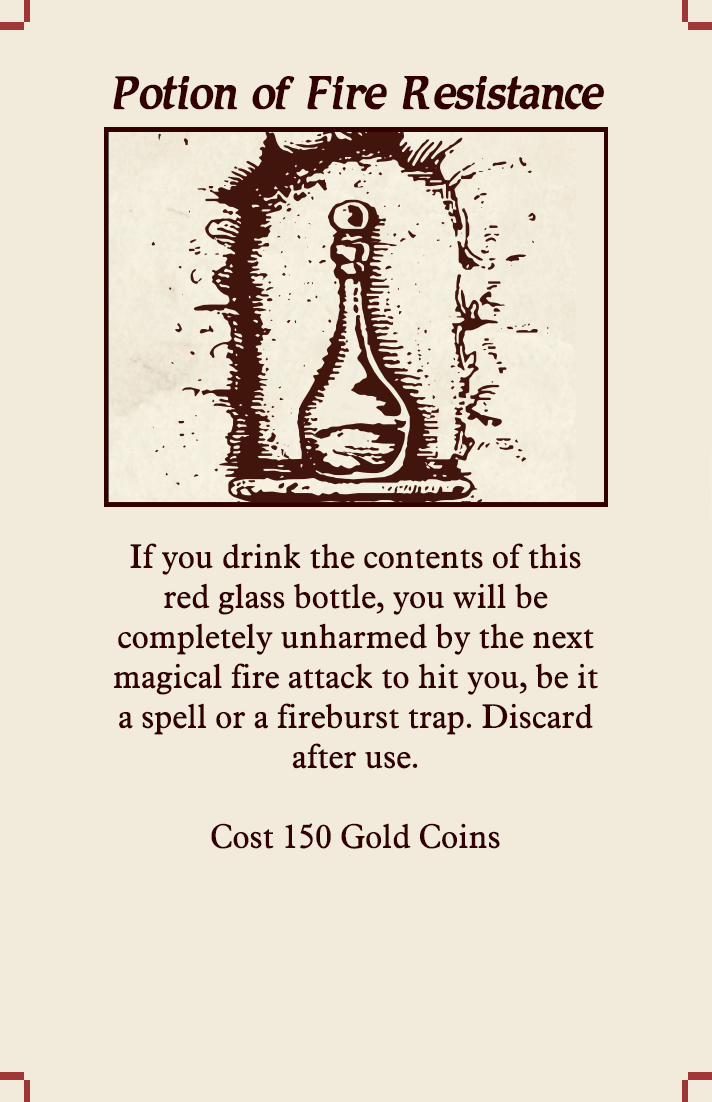 Potion of Fire Resistance
If you drink the contents of this
red glass bottle, you will be
completely unharmed by the next
magical fire attack to hit you, be it
a spell or a fireburst trap. Discard
after use.
Cost 150 Gold Coins